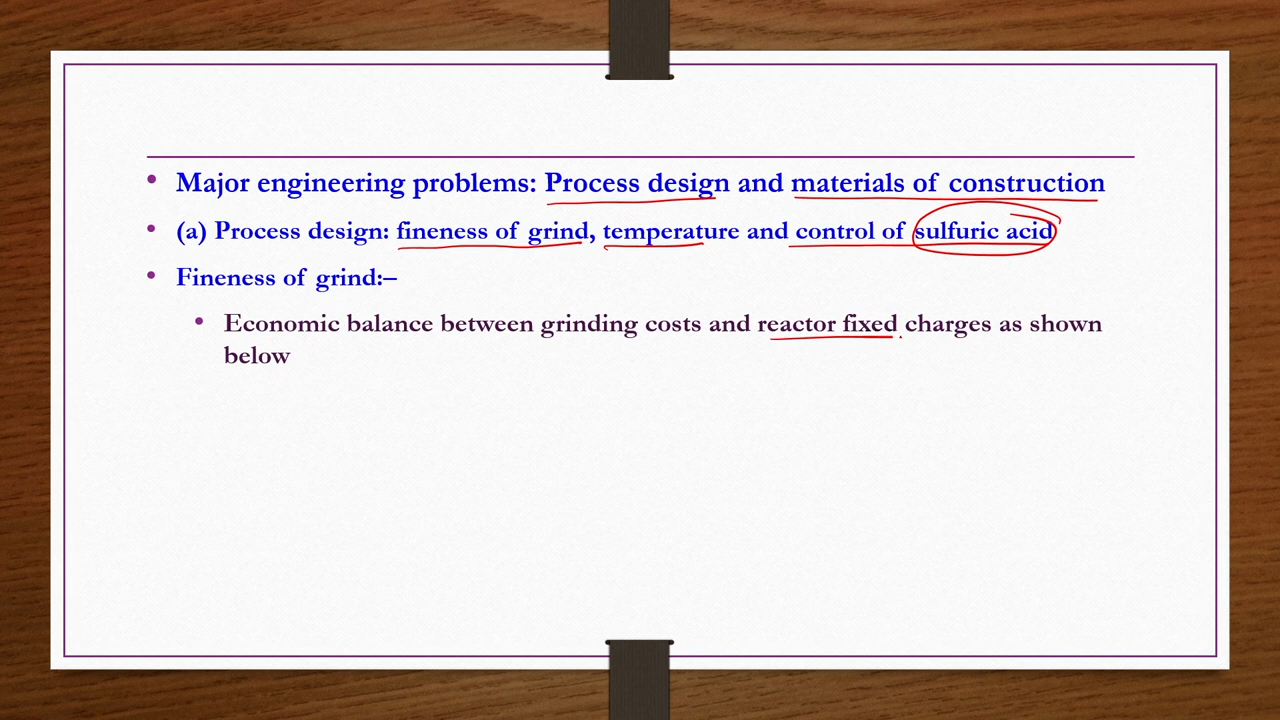 • Major engineering problems: Process design and materials of construction
• (a) Process design: fineness of grind, temperature and control of sulfuric acid
• Fineness of grind:–
• Economic balance between grinding costs and reactor fixed charges as shown
below